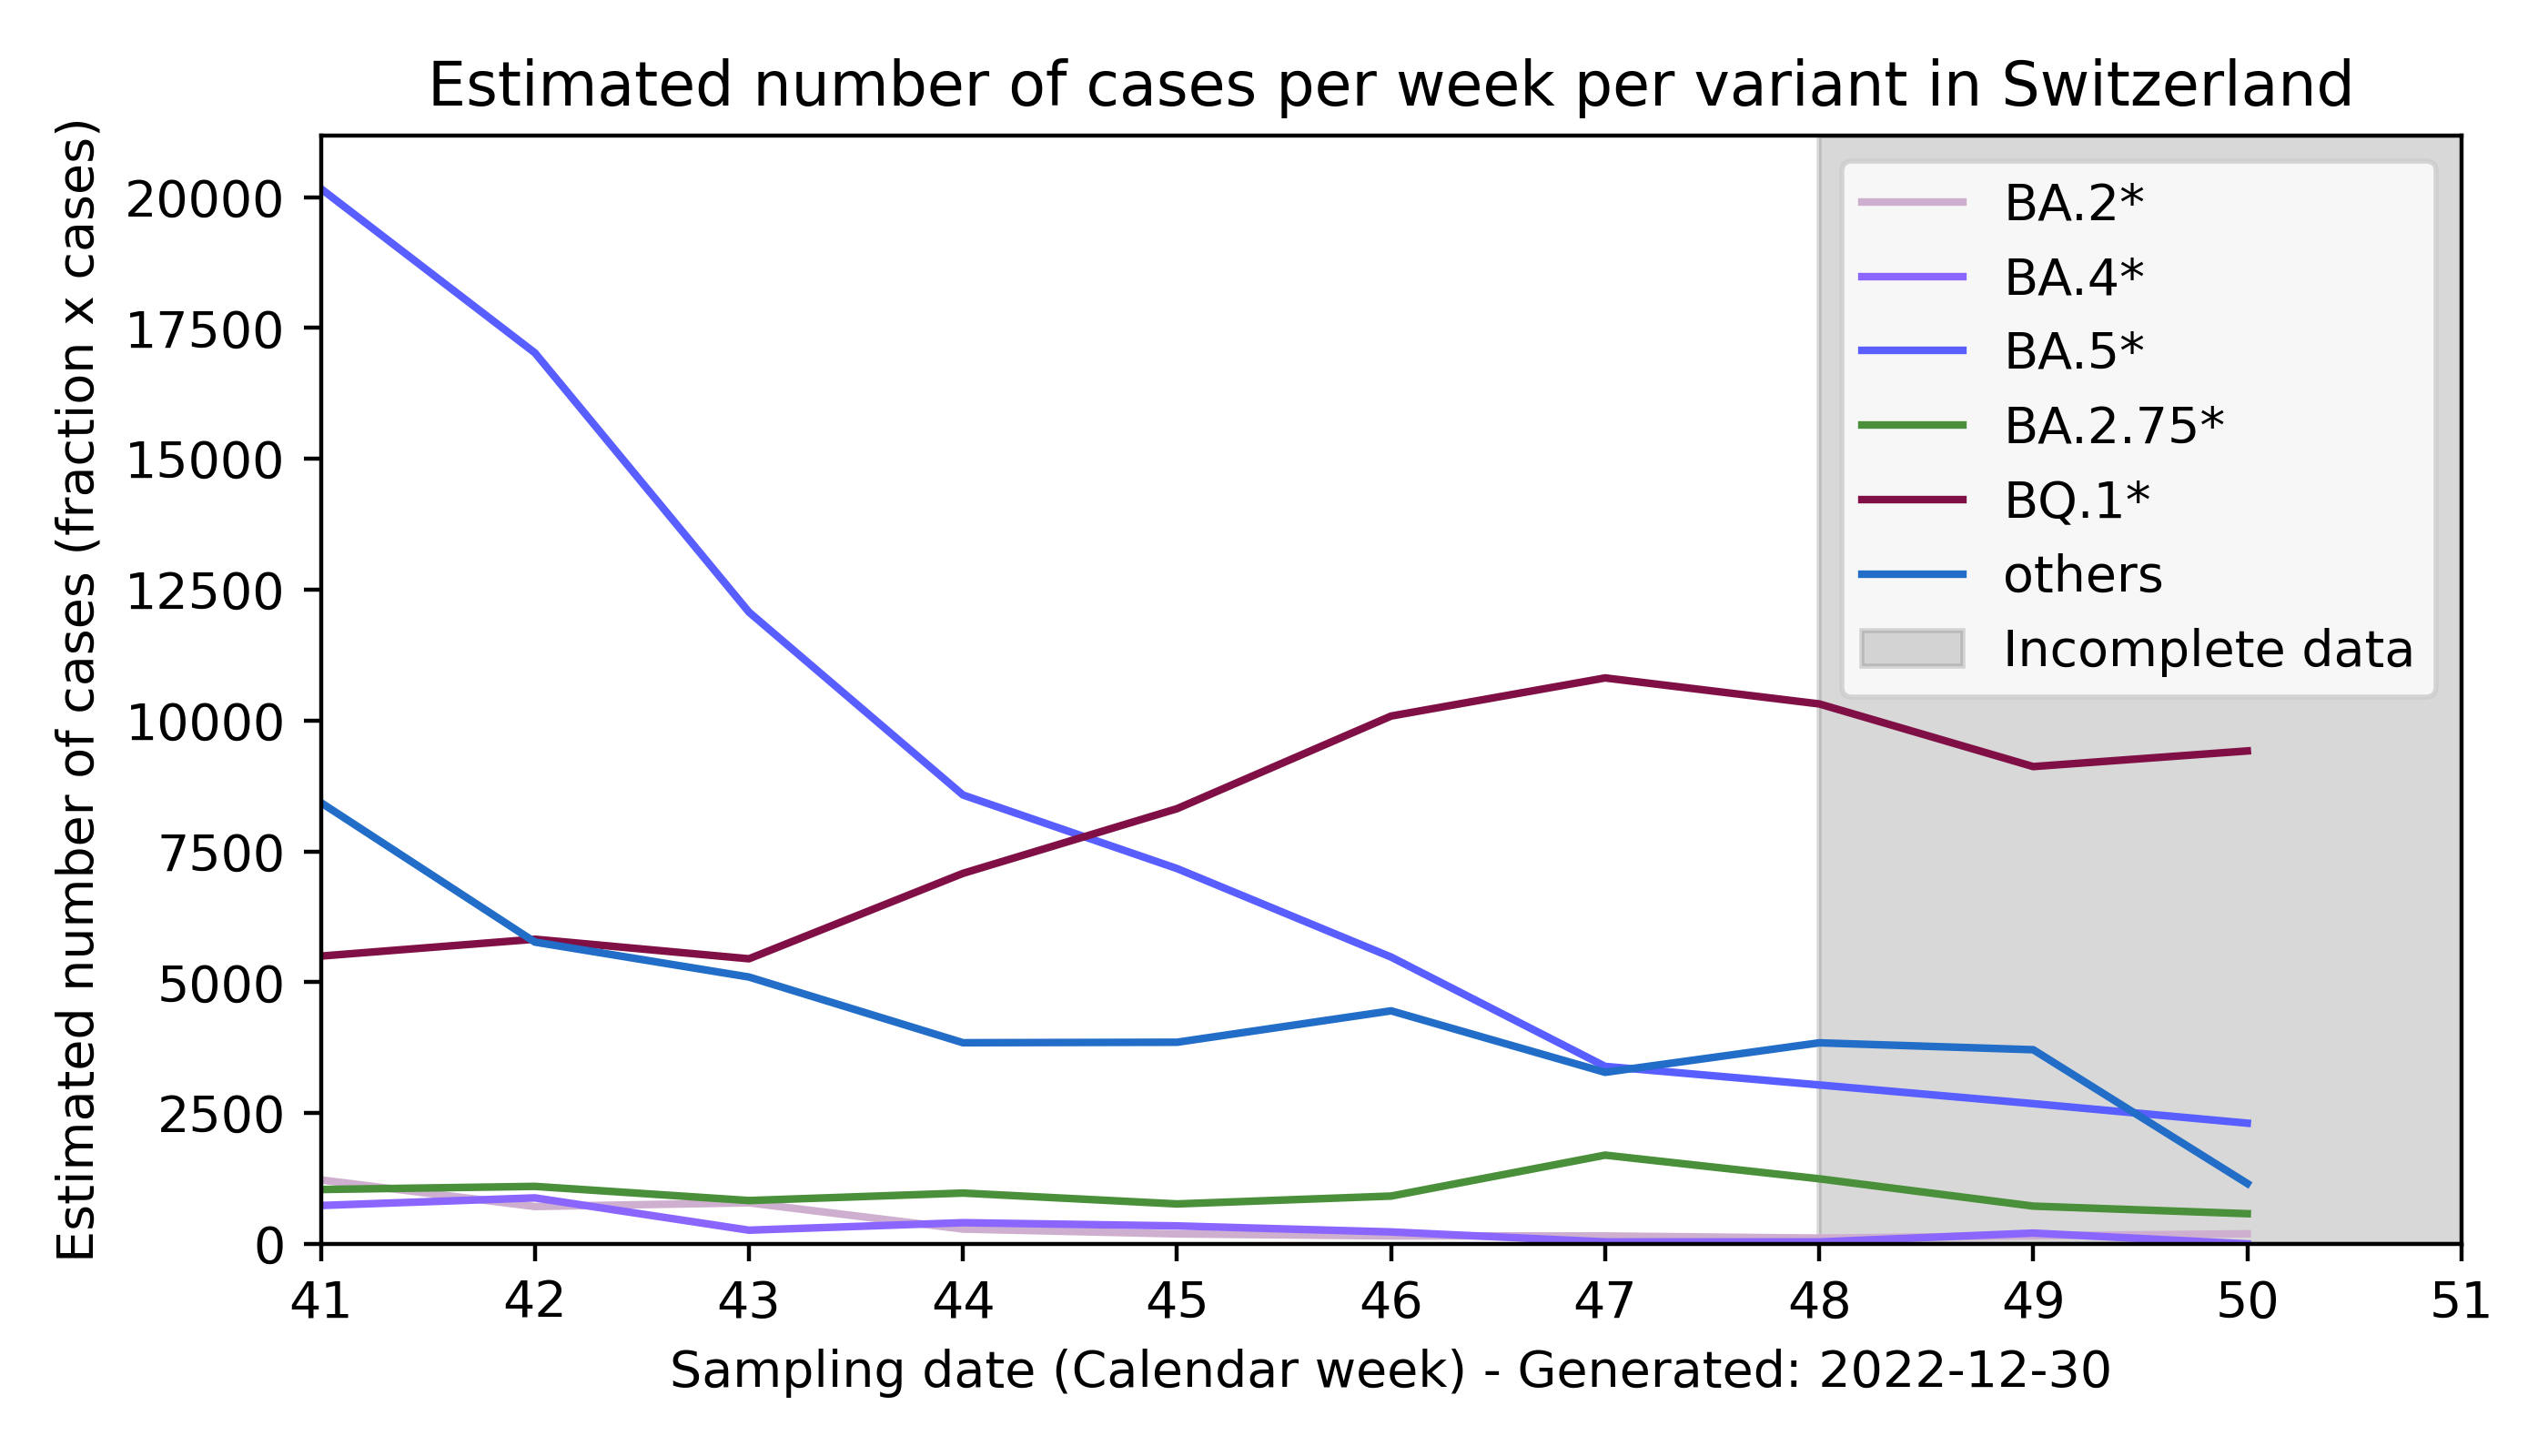 Estimated number of cases per week per variant in Switzerland
Estimated number of cases (fraction x cases)
20000
17500
15000
12500
10000
7500
5000
2500
0
BA.2*
BA.4*
BA.5*
BA.2.75*
BQ.1*
others
Incomplete data
41 42 43 44 45 46 47 48 49 50 51
Sampling date (Calendar week) - Generated: 2022-12-30